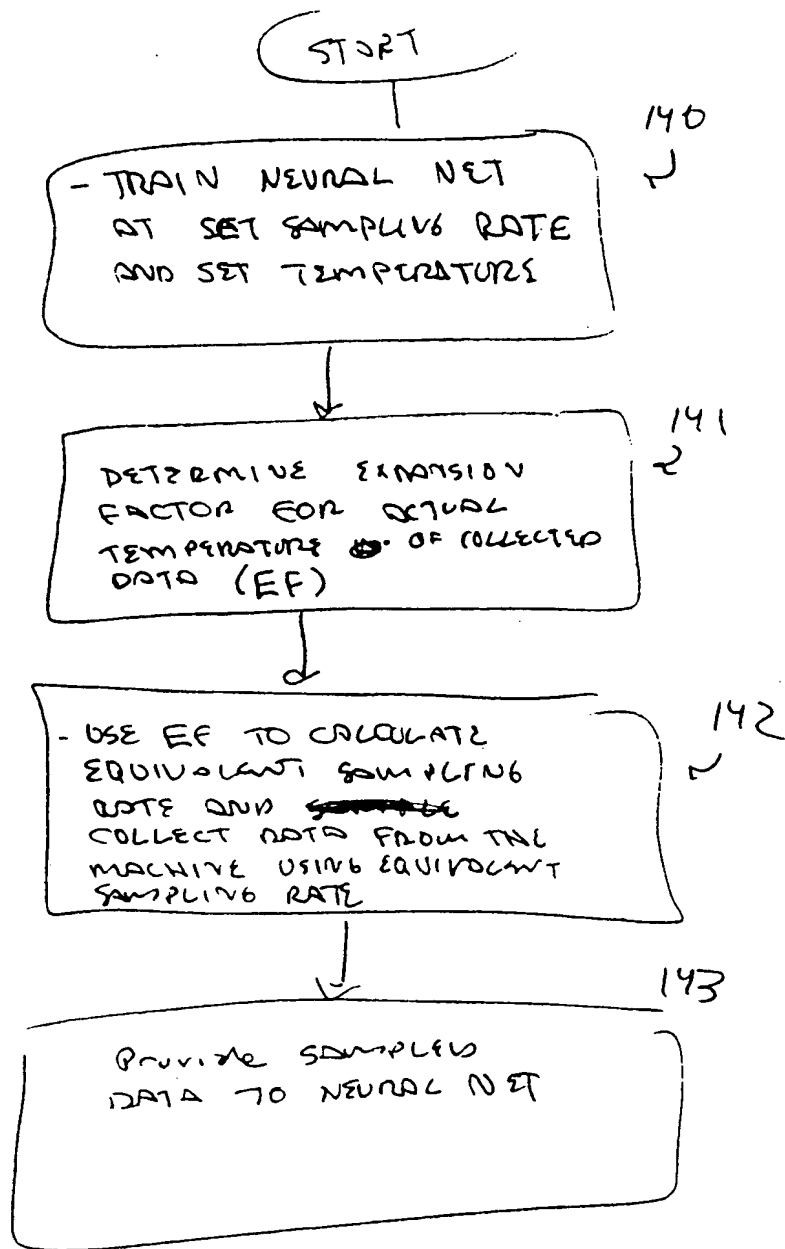 START
140
- TRAIN NEURAL NET
AT SET SAMPLING RATE
AND SET TEMPERATURE
141
DETERMINE EXPANSION
FACTOR FOR ACTUAL
TEMPERATURE OF COLLECTED
DATA (EF)
142
- USE EF TO CALCULATE
EQUIVALENT SAMPLING
RATE AND
COLLECT DATA FROM THE
MACHINE USING EQUIVALENT
SAMPLING RATE
143
Provide SAMPLED
DATA TO NEURAL NET